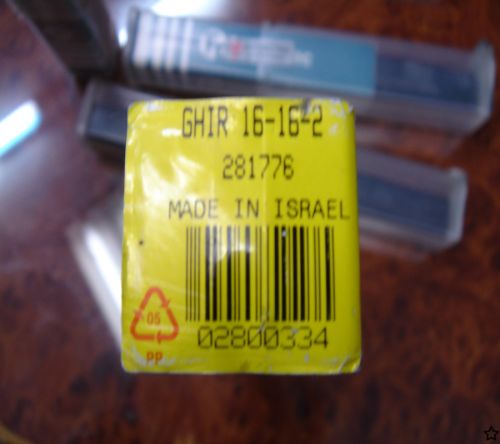 GHIR 16-16-2
281776
MADE IN ISRAEL
02800334
05
PP